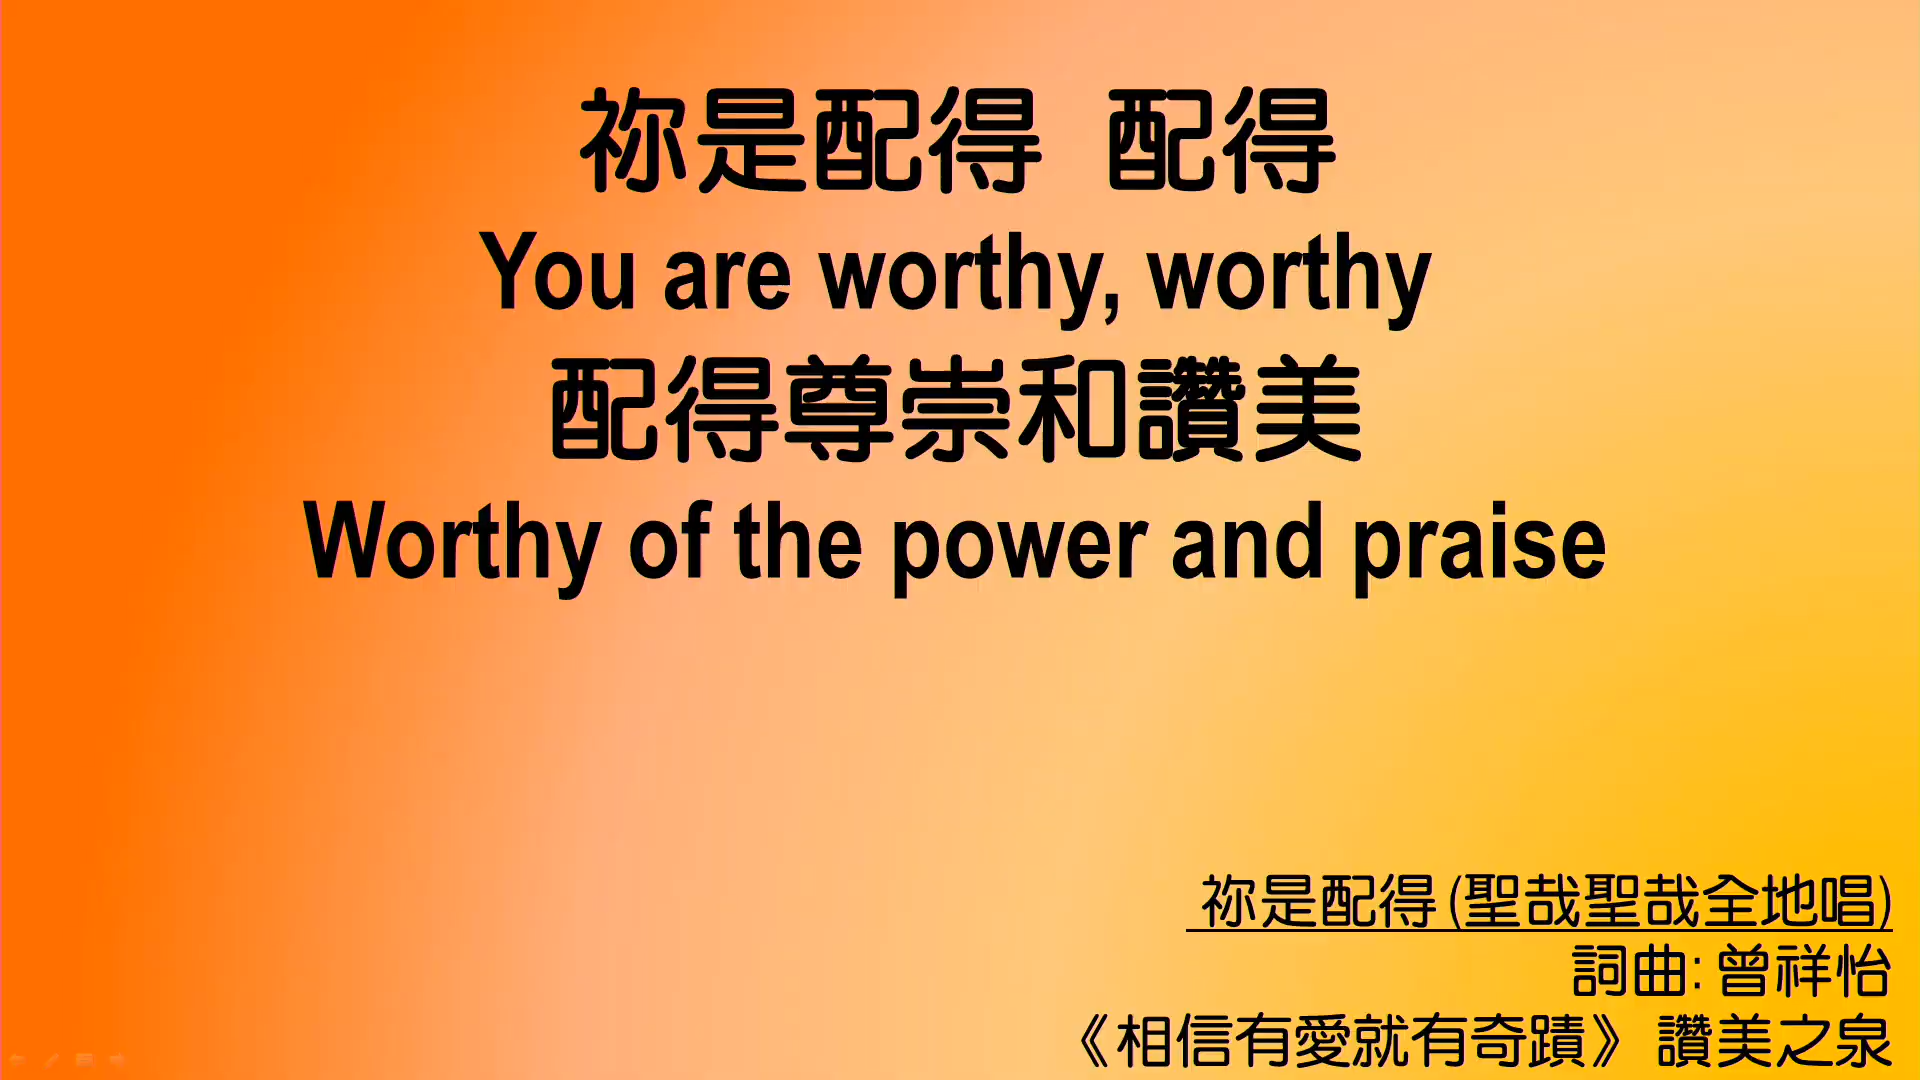 祢是配得 配得
You are worthy, worthy
配得尊崇和讚美
Worthy of the power and praise
祢是配得 (聖哉聖哉全地唱)
詞曲: 曾祥怡
《相信有愛就有奇蹟》 讚美之泉